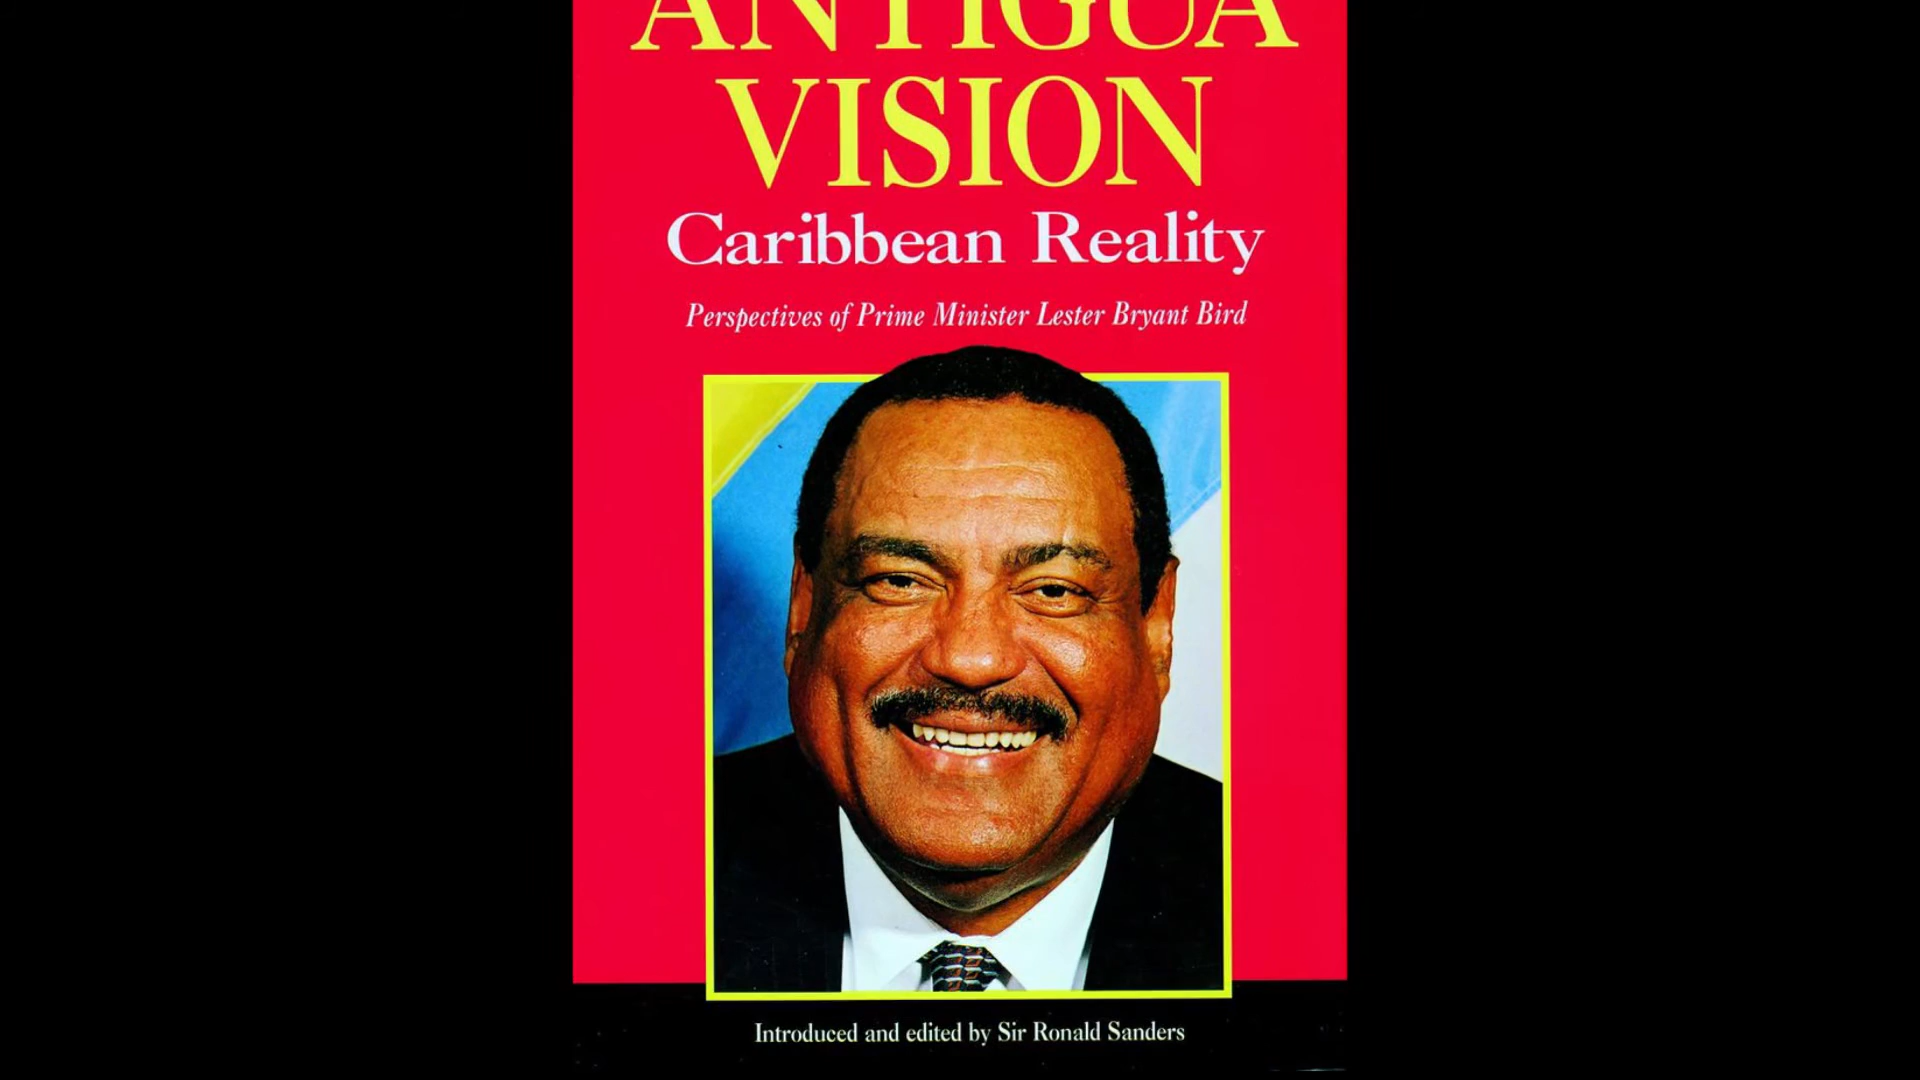 ANTIGUA
VISION
Caribbean Reality
Perspectives of Prime Minister Lester Bryant Bird
Introduced and edited by Sir Ronald Sanders